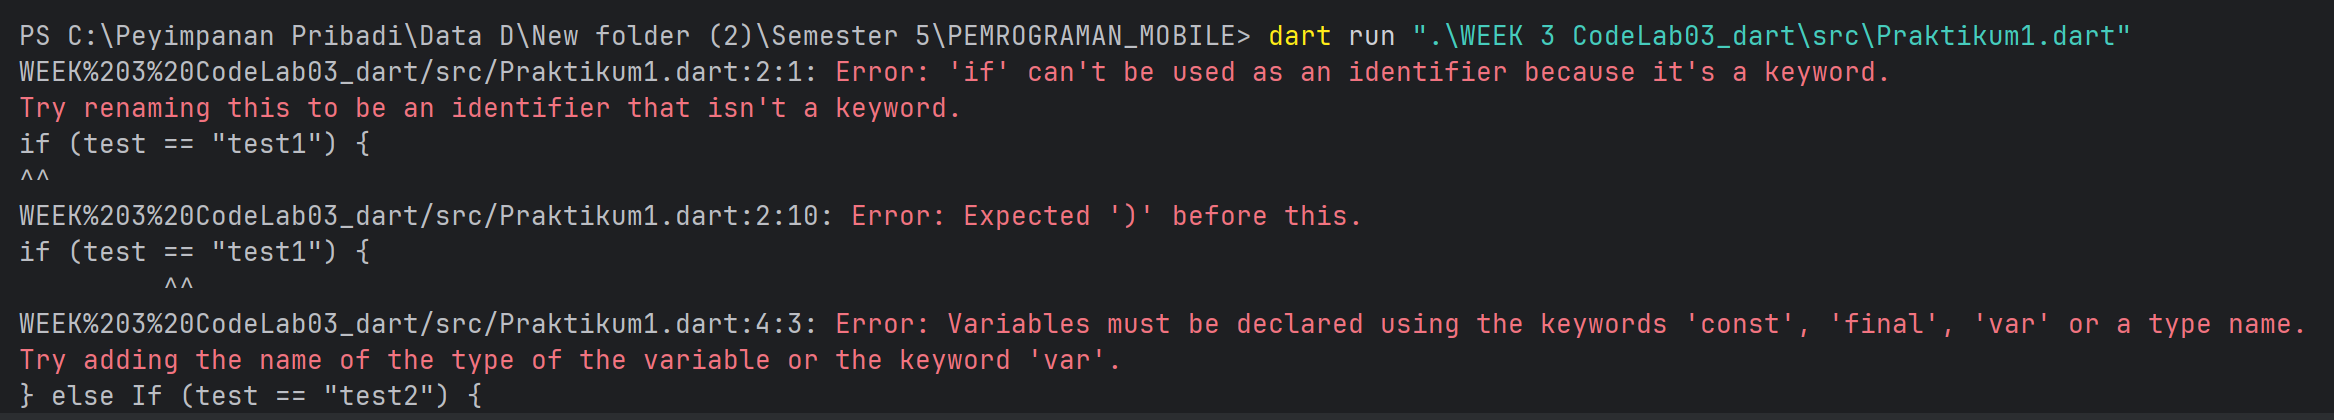 PS C:\Peyimpanan Pribadi\Data D\New folder (2)\Semester 5\PEMROGRAMAN_MOBILE> dart run ".\WEEK 3 CodeLab03_dart\src\Praktikum1.dart"
WEEK%203%20CodeLab03_dart/src/Praktikum1.dart:2:1: Error: 'if' can't be used as an identifier because it's a keyword.
Try renaming this to be an identifier that isn't a keyword.
if (test == "test1") {
^^
WEEK%203%20CodeLab03_dart/src/Praktikum1.dart:2:10: Error: Expected ')' before this.
if (test == "test1") {
         ^^
WEEK%203%20CodeLab03_dart/src/Praktikum1.dart:4:3: Error: Variables must be declared using the keywords 'const', 'final', 'var' or a type name.
Try adding the name of the type of the variable or the keyword 'var'.
} else If (test == "test2") {